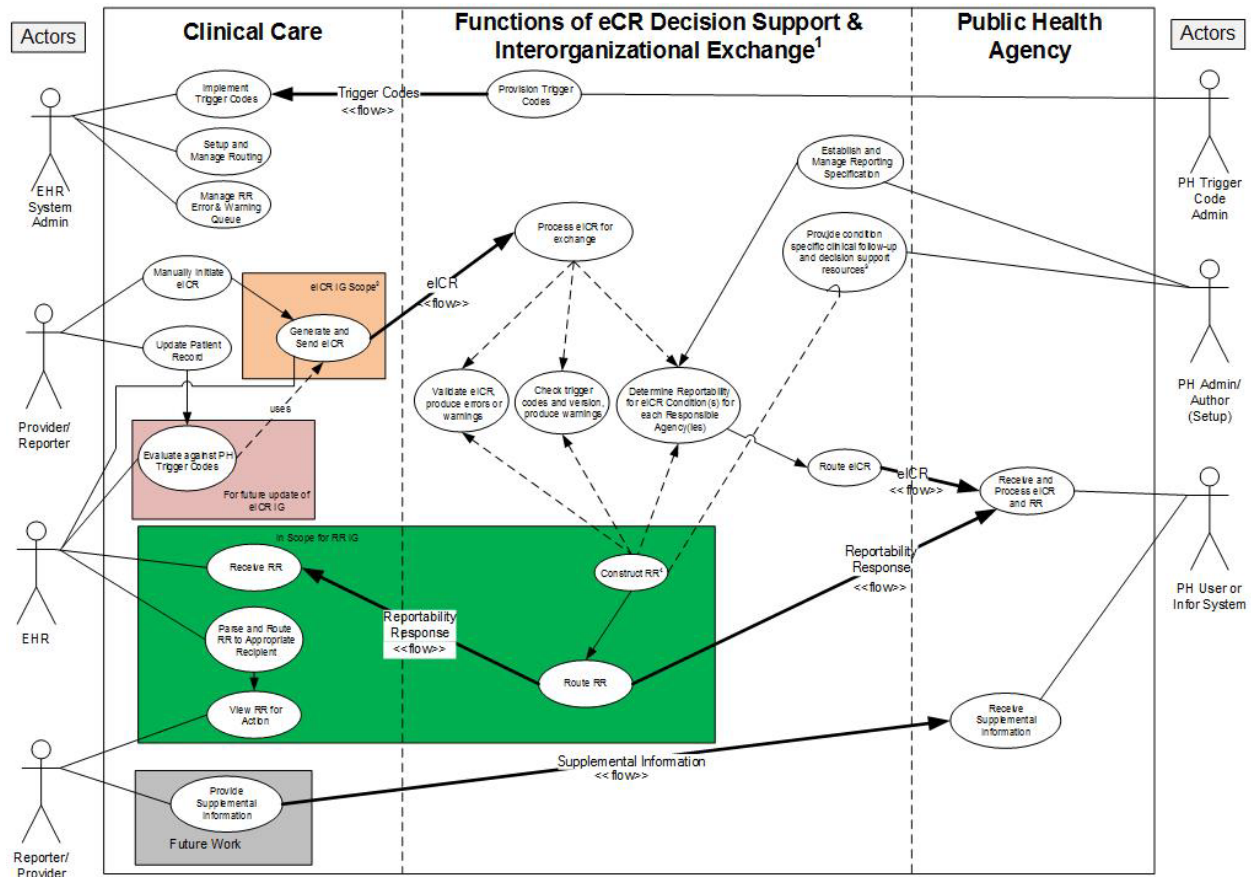 Actors
Clinical Care
Functions of eCR Decision Support &
Interorganizational Exchange¹
Public Health
Agency
Actors
Implement
Trigger Codes
Trigger Codes
<<flow>>
Provision Trigger
Codes
Setup and
Manage Routing
Manage RR
Error & Warning
Queue
EHR
System
Admin
Establish and
Manage Reporting
Specification
PH Trigger
Code
Admin
Process eICR for
exchange
Provide condition
specific clinical follow-up
and decision support
resources³
Manually Initiate
eICR
eICR IG Scope²
eICR
<<flow>>
Generate and
Send eICR
Update Patient
Record
uses
Provider/
Reporter
Validate eICR,
produce errors or
warnings
Check trigger
codes and version,
produce warnings
Determine Reportability
for eICR Condition(s) for
each Responsible
Agency(ies)
PH Admin/
Author
(Setup)
Evaluate against PH
Trigger Codes
For future update of
eICR IG
Route eICR
eICR
<<flow>>
Receive and
Process eICR
and RR
In Scope for RR IG
Receive RR
Construct RR⁴
Reportability
Response
<<flow>>
Reportability
Response
<<flow>>
EHR
PH User or
Infor System
Parse and Route
RR to Appropriate
Recipient
Route RR
View RR for
Action
Receive
Supplemental
Information
Supplemental Information
<<flow>>
Provide
Supplemental
Information
Future Work
Reporter/
Provider